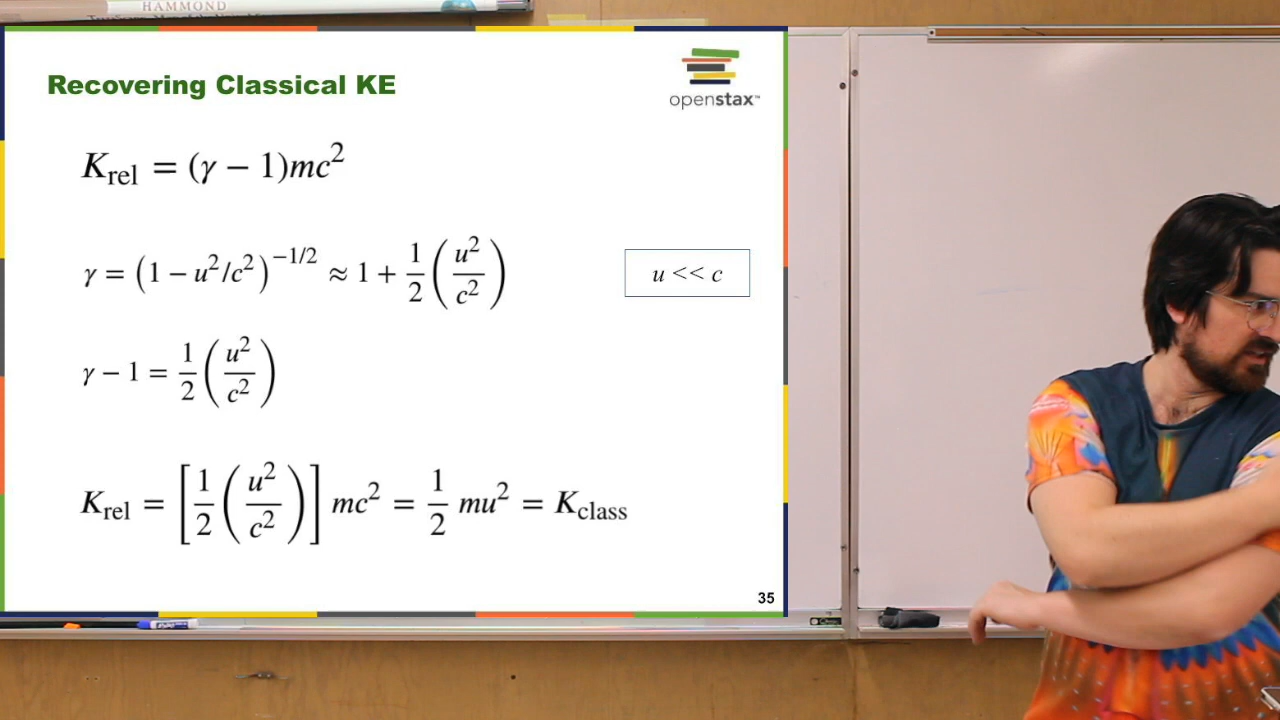 HAMMOND
Recovering Classical KE
openstax™
K_rel = (γ − 1)mc²
γ = (1 − u²/c²)^−1/2 ≈ 1 + 1/2 (u²/c²)
u << c
γ − 1 = 1/2 (u²/c²)
K_rel = [1/2 (u²/c²)] mc² = 1/2 mu² = K_class
35